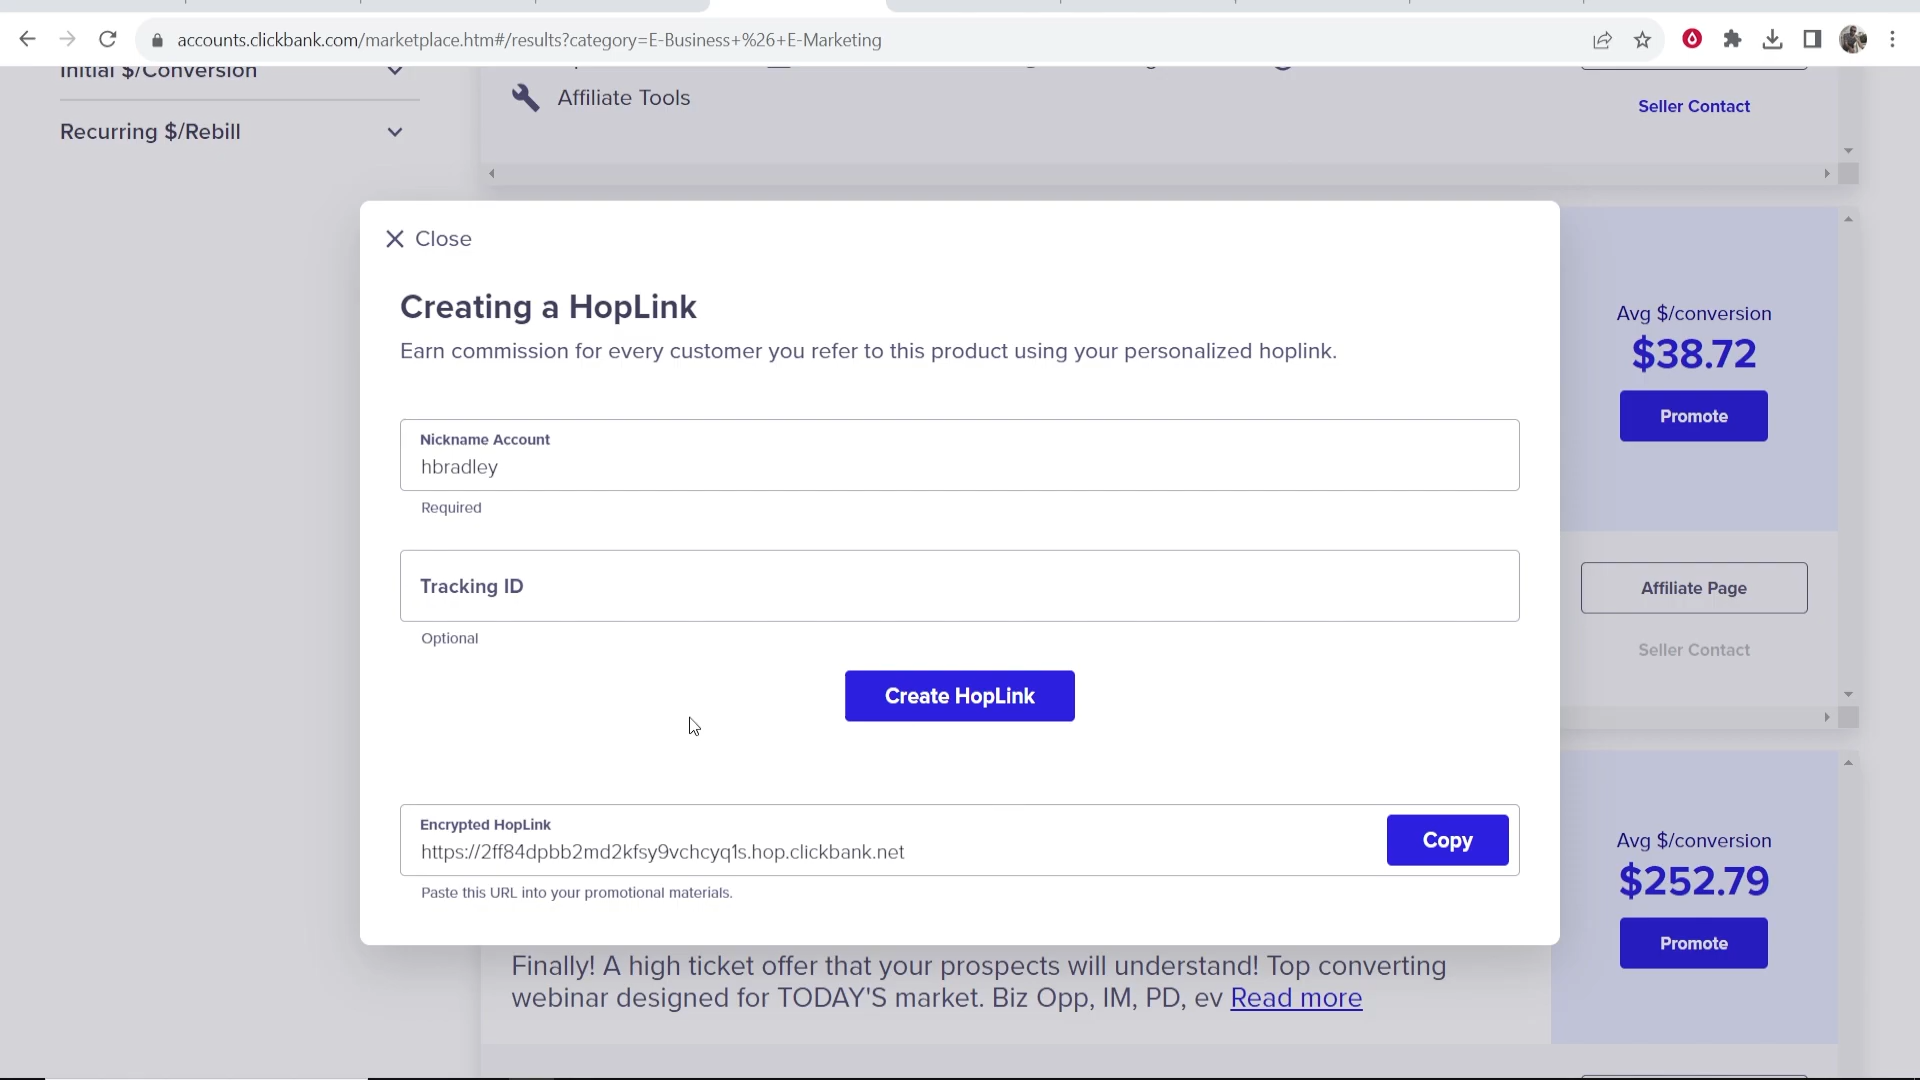 accounts.clickbank.com/marketplace.htm#/results?category=E-Business+%26+E-Marketing
Initial $/Conversion
Recurring $/Rebill
Affiliate Tools
Seller Contact
Close
Creating a HopLink
Earn commission for every customer you refer to this product using your personalized hoplink.
Nickname Account
hbradley
Required
Tracking ID
Optional
Create HopLink
Encrypted HopLink
https://2ff84dpbb2md2kfsy9vchcyq1s.hop.clickbank.net
Copy
Paste this URL into your promotional materials.
Avg $/conversion
$38.72
Promote
Affiliate Page
Seller Contact
Avg $/conversion
$252.79
Promote
Finally! A high ticket offer that your prospects will understand! Top converting
webinar designed for TODAY'S market. Biz Opp, IM, PD, ev Read more